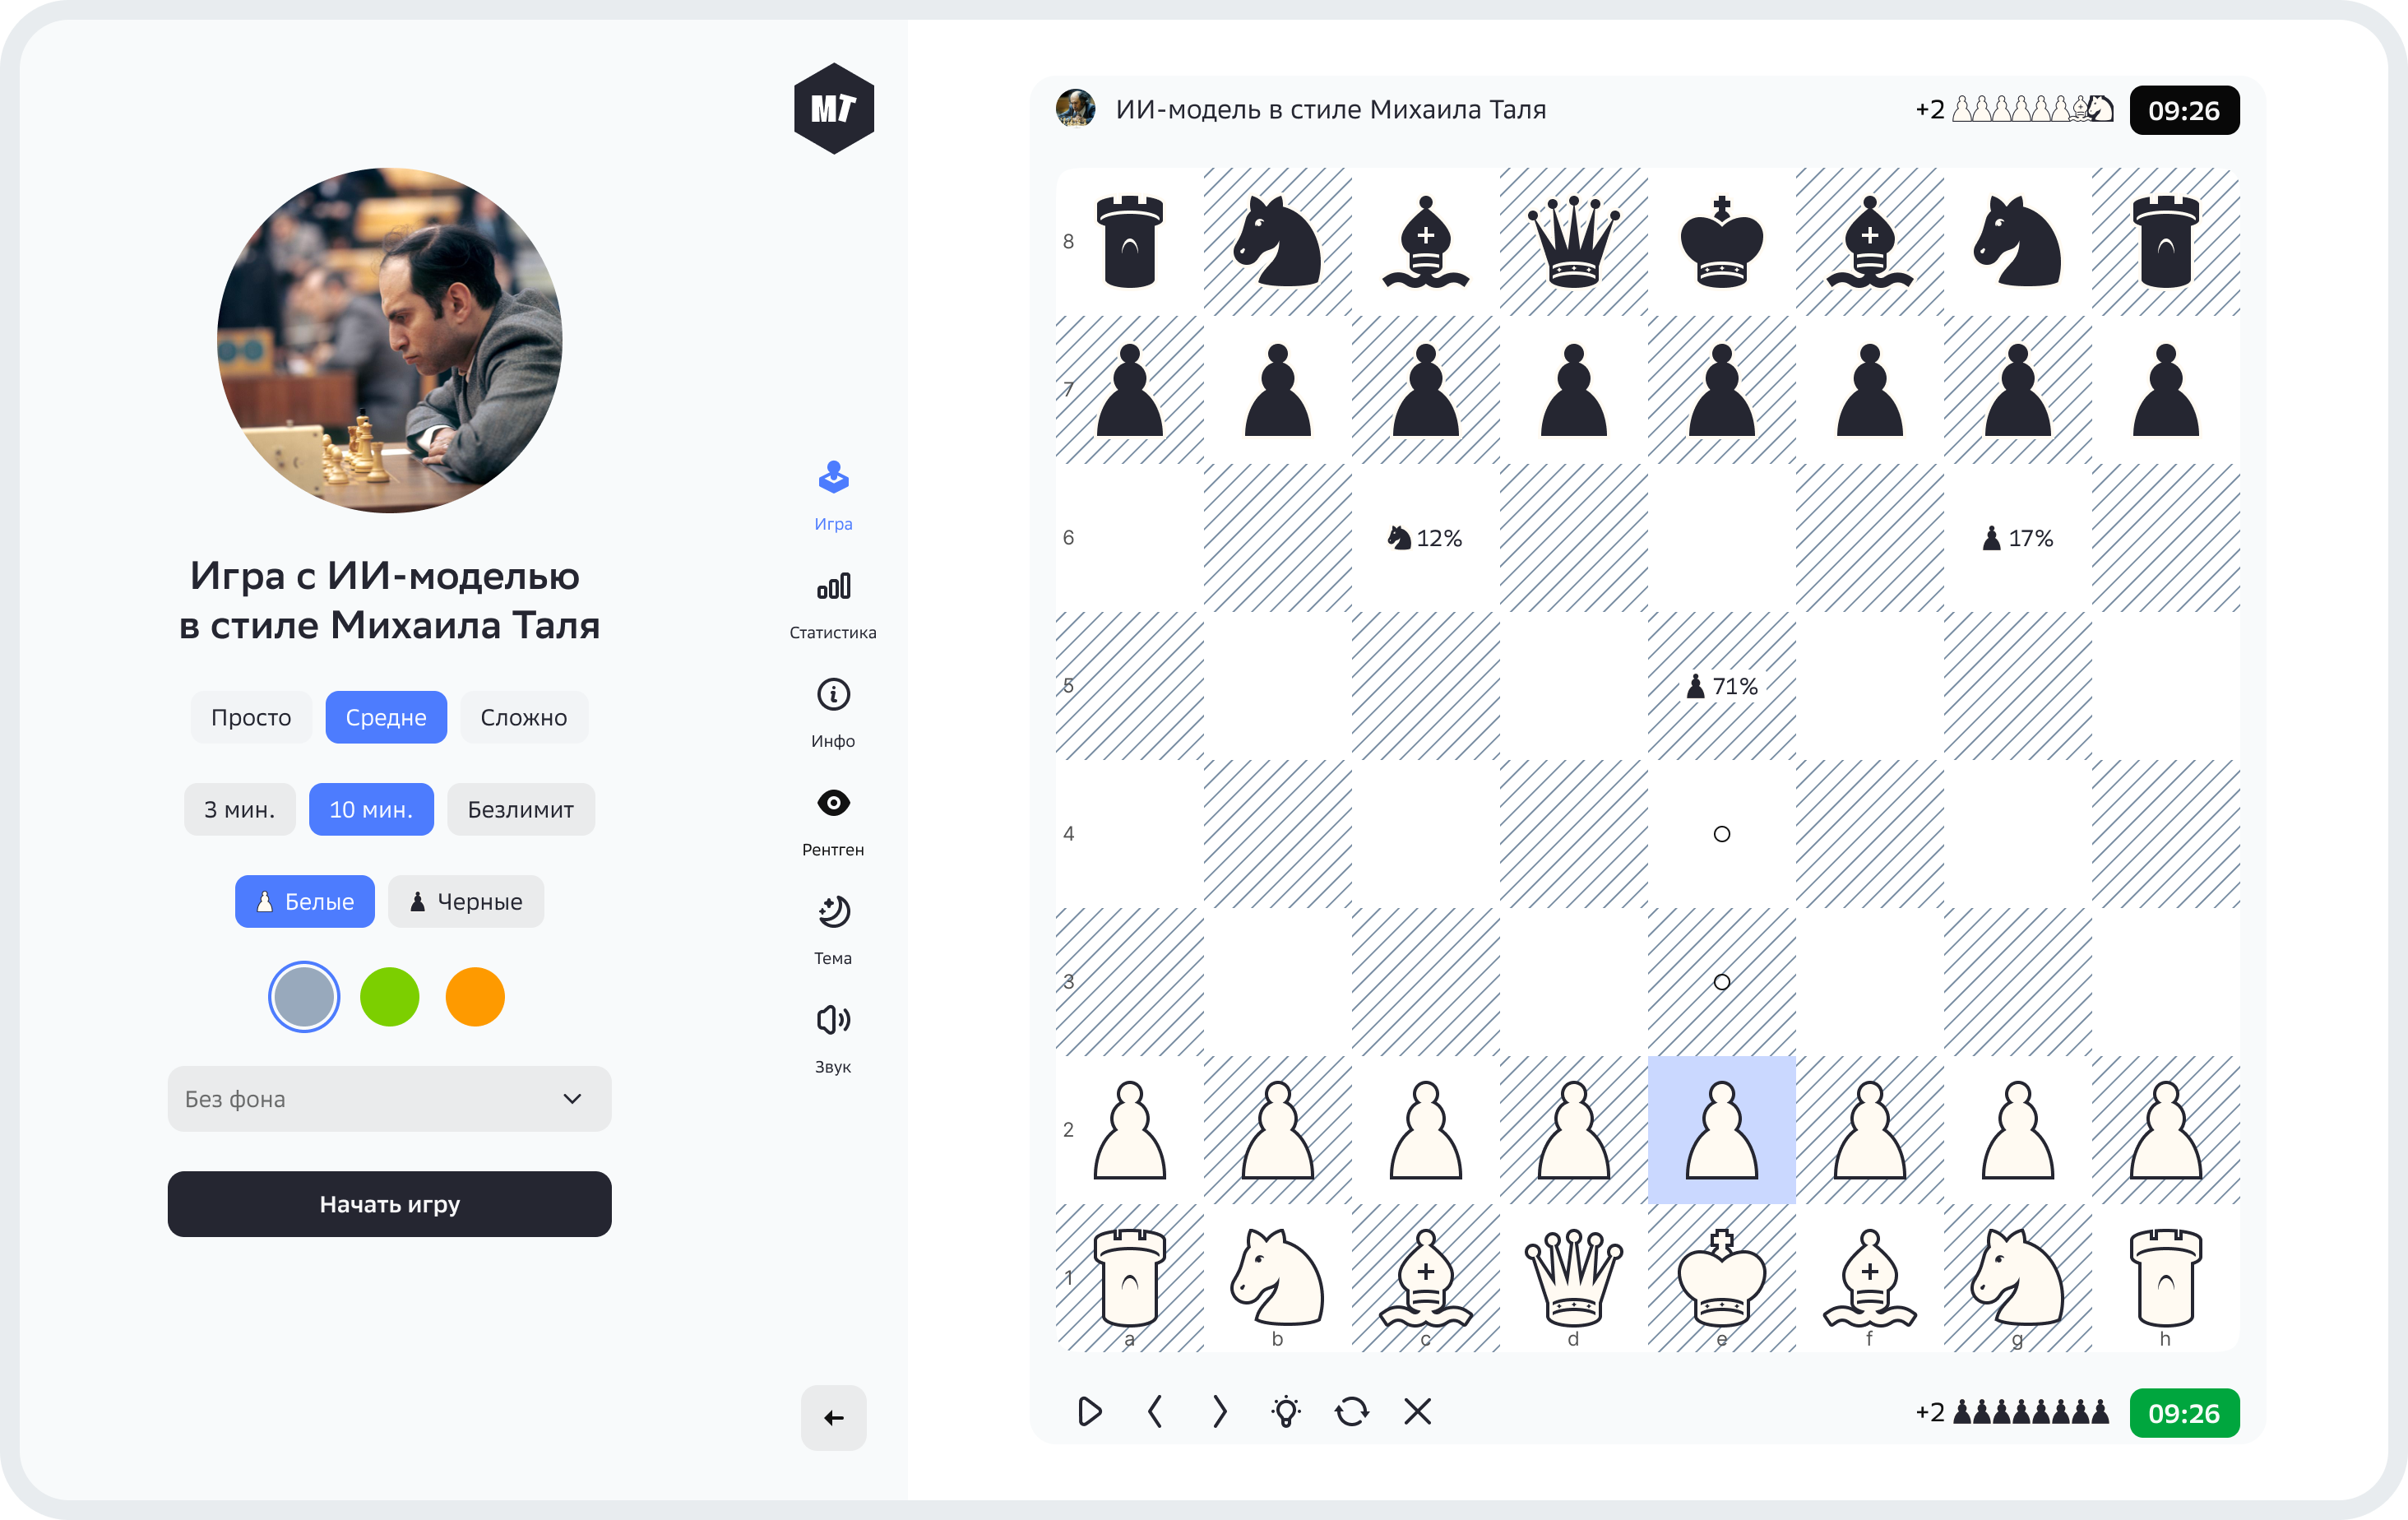 МТ
Игра с ИИ-моделью
в стиле Михаила Таля
Просто
Средне
Сложно
3 мин.
10 мин.
Безлимит
Белые
Черные
Без фона
Начать игру
Игра
Статистика
Инфо
Рентген
Тема
Звук
ИИ-модель в стиле Михаила Таля
+2
09:26
8
7
6
12%
17%
5
71%
4
3
2
1
a b c d e f g h
+2
09:26